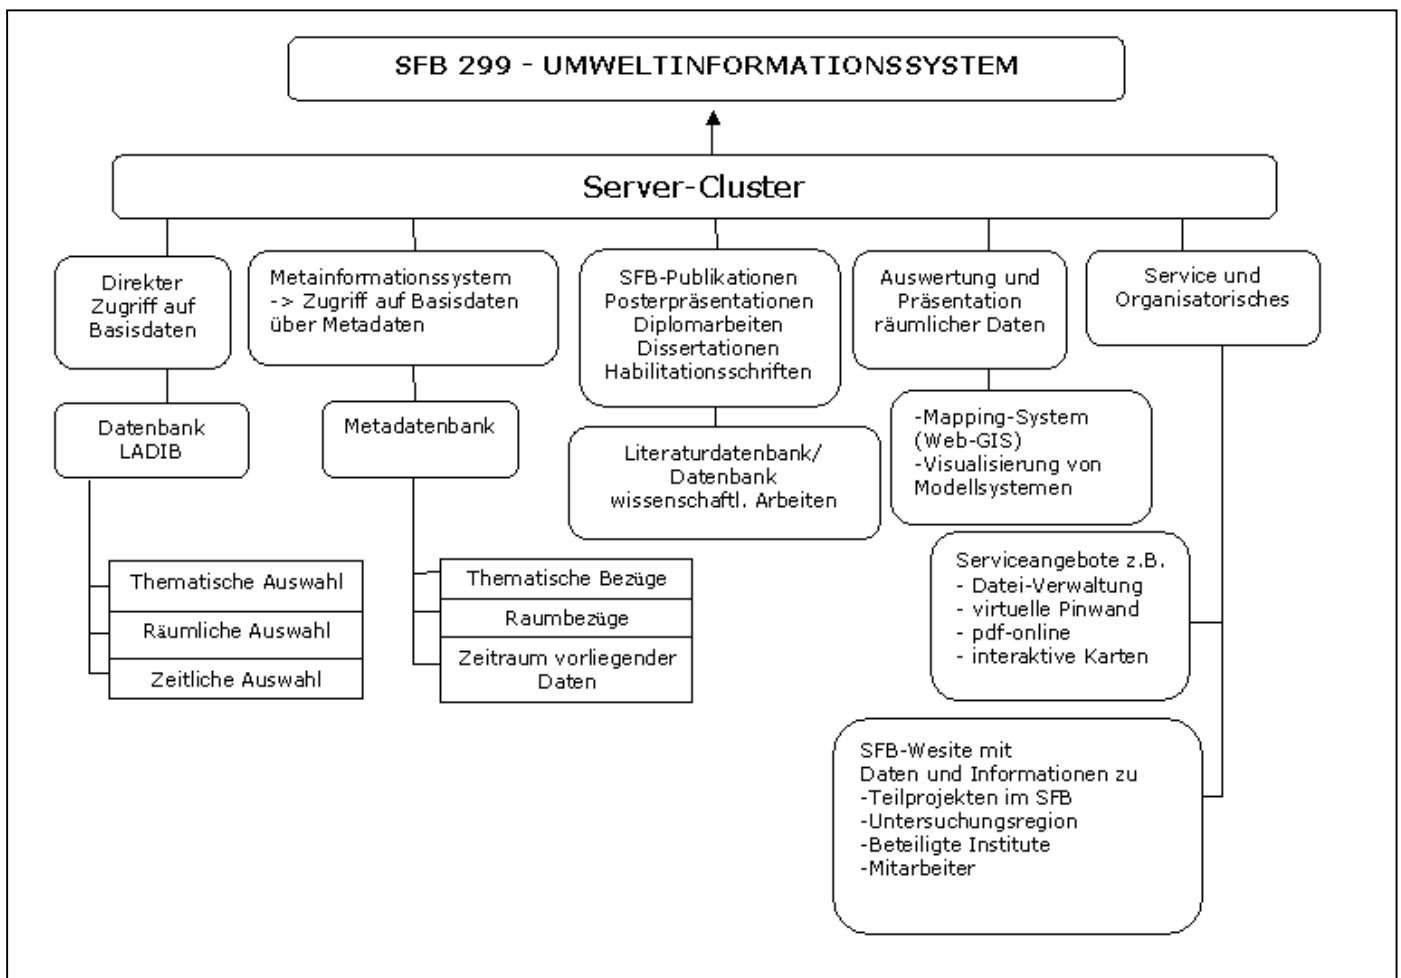 SFB 299 - UMWELTINFORMATIONSSYSTEM
Server-Cluster
Direkter
Zugriff auf
Basisdaten
Metainformationssystem
-> Zugriff auf Basisdaten
über Metadaten
SFB-Publikationen
Posterpräsentationen
Diplomarbeiten
Dissertationen
Habilitationsschriften
Auswertung und
Präsentation
räumlicher Daten
Service und
Organisatorisches
Datenbank
LADIB
Metadatenbank
Literaturdatenbank/
Datenbank
wissenschaftl. Arbeiten
-Mapping-System
(Web-GIS)
-Visualisierung von
Modellsystemen
Thematische Auswahl
Räumliche Auswahl
Zeitliche Auswahl
Thematische Bezüge
Raumbezüge
Zeitraum vorliegender
Daten
Serviceangebote z.B.
- Datei-Verwaltung
- virtuelle Pinwand
- pdf-online
- interaktive Karten
SFB-Wesite mit
Daten und Informationen zu
-Teilprojekten im SFB
-Untersuchungsregion
-Beteiligte Institute
-Mitarbeiter